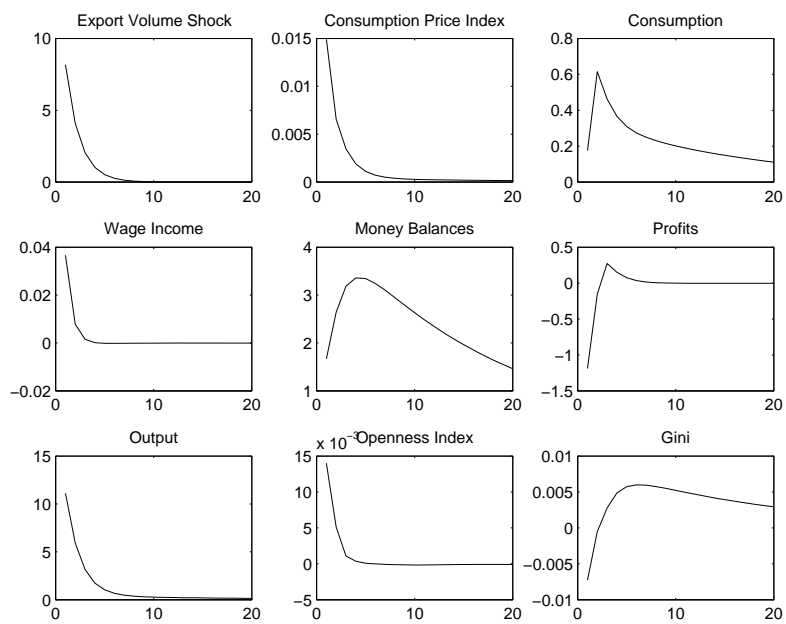 Export Volume Shock
10
5
0
0 10 20
Consumption Price Index
0.015
0.01
0.005
0
0 10 20
Consumption
0.8
0.6
0.4
0.2
0
0 10 20
Wage Income
0.04
0.02
0
−0.02
0 10 20
Money Balances
4
3
2
1
0 10 20
Profits
0.5
0
−0.5
−1
−1.5
0 10 20
Output
15
10
5
0
0 10 20
x 10⁻³
Openness Index
15
10
5
0
−5
0 10 20
Gini
0.01
0.005
0
−0.005
−0.01
0 10 20